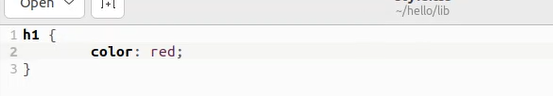 Open
~/hello/lib
1 h1 {
2 color: red;
3 }